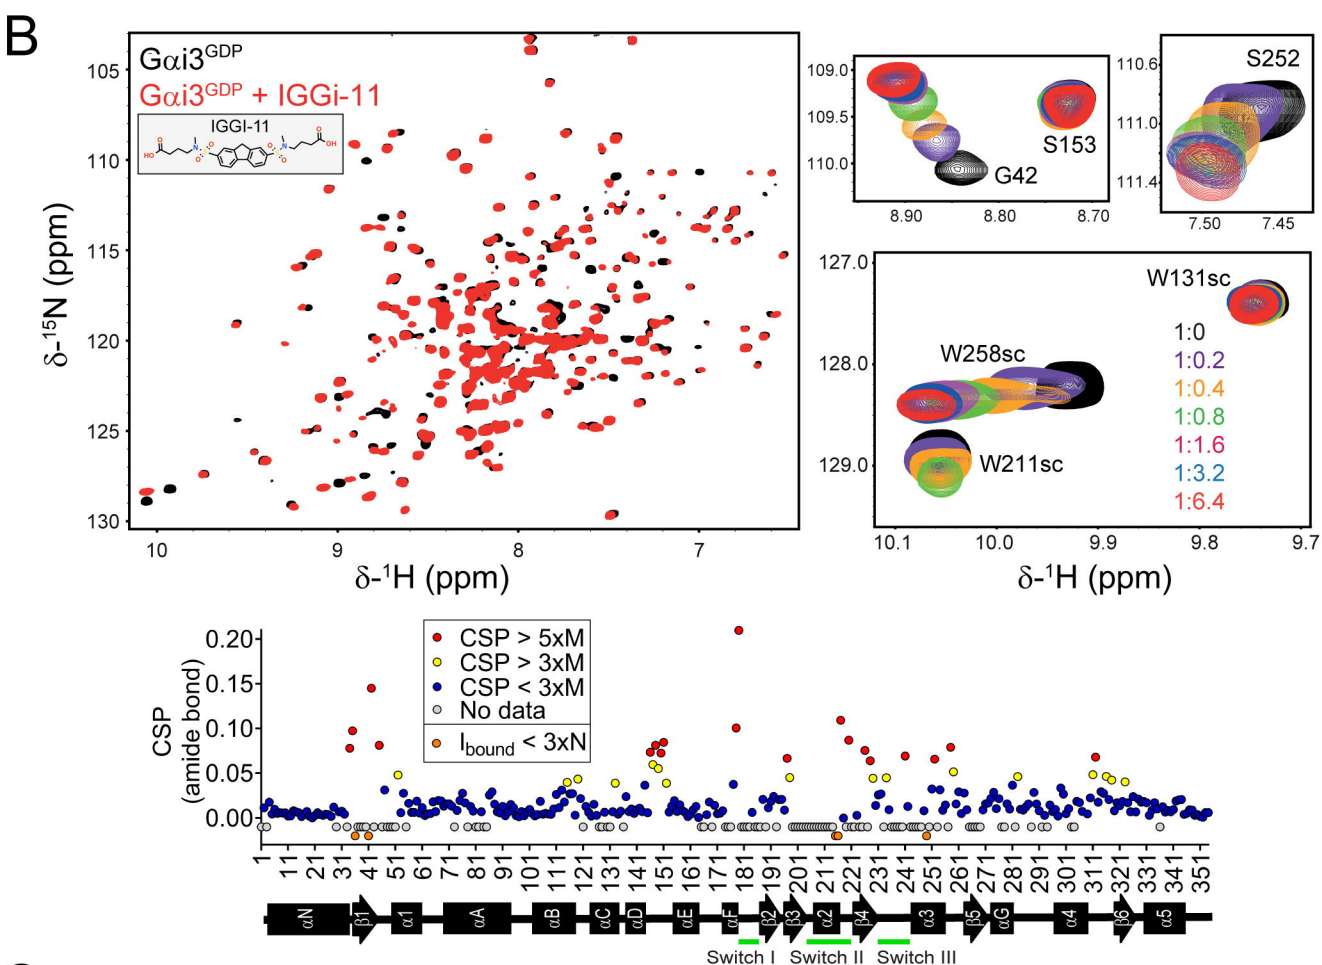 B
Gαi3GDP
Gαi3GDP + IGGi-11
IGGI-11
HO O N O S O O S O N O OH
105
110
115
120
125
130
10 9 8 7
δ-15N (ppm)
δ-1H (ppm)
109.0
109.5
110.0
S153
G42
8.90 8.80 8.70
110.6
111.0
111.4
S252
7.50 7.45
127.0
128.0
129.0
W131sc
W258sc
W211sc
1:0
1:0.2
1:0.4
1:0.8
1:1.6
1:3.2
1:6.4
10.1 10.0 9.9 9.8 9.7
δ-1H (ppm)
CSP
(amide bond)
0.20
0.15
0.10
0.05
0.00
CSP > 5xM
CSP > 3xM
CSP < 3xM
No data
Ibound < 3xN
1 11 21 31 41 51 61 71 81 91 101 111 121 131 141 151 161 171 181 191 201 211 221 231 241 251 261 271 281 291 301 311 321 331 341 351
αN β1 α1 αA αB αC αD αE αF β2 β3 α2 β4 α3 β5 αG α4 β6 α5
Switch I Switch II Switch III